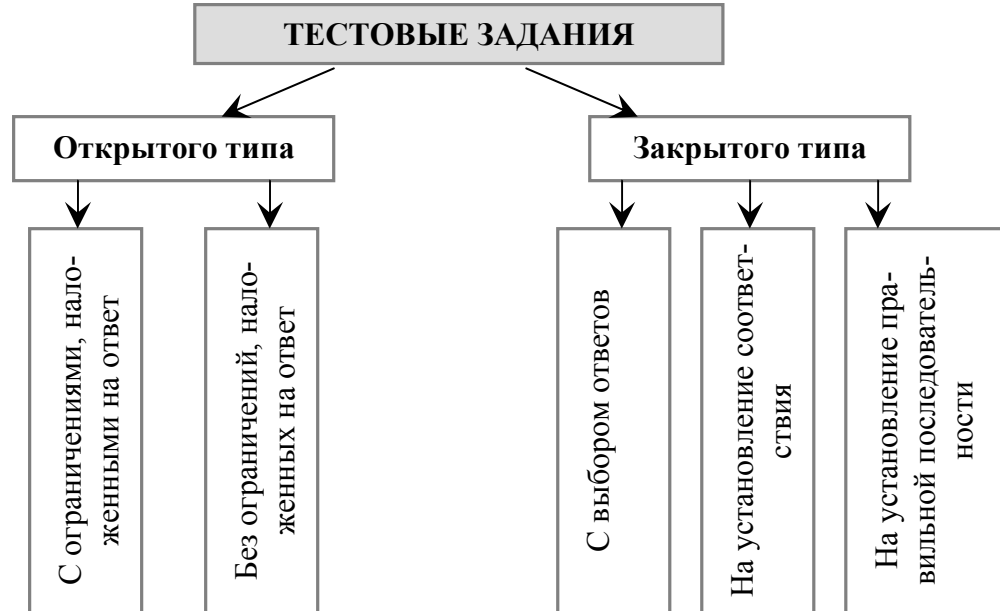 ТЕСТОВЫЕ ЗАДАНИЯ
Открытого типа
Закрытого типа
С ограничениями, нало-
женными на ответ
Без ограничений, нало-
женных на ответ
С выбором ответов
На установление соответ-
ствия
На установление пра-
вильной последователь-
ности